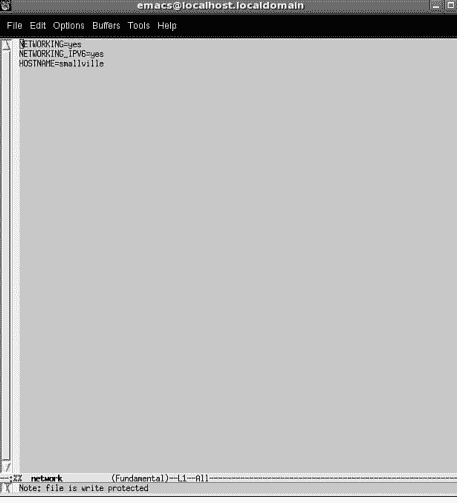 emacs@localhost.localdomain
File Edit Options Buffers Tools Help
NETWORKING=yes
NETWORKING_IPV6=yes
HOSTNAME=smallville
--:%% network (Fundamental)--L1--All--------------------------------
Note: file is write protected